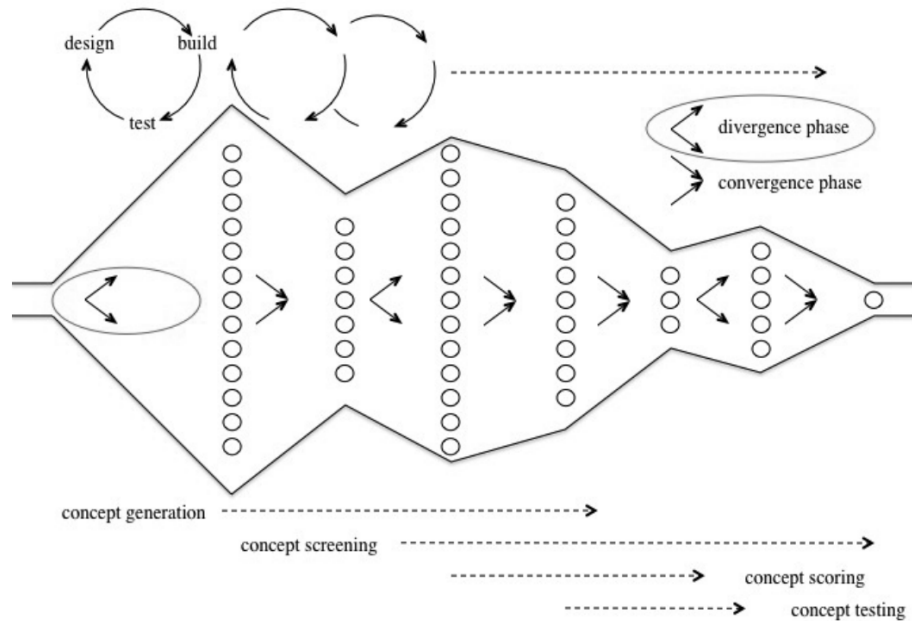 design
build
test
divergence phase
convergence phase
concept generation
concept screening
concept scoring
concept testing